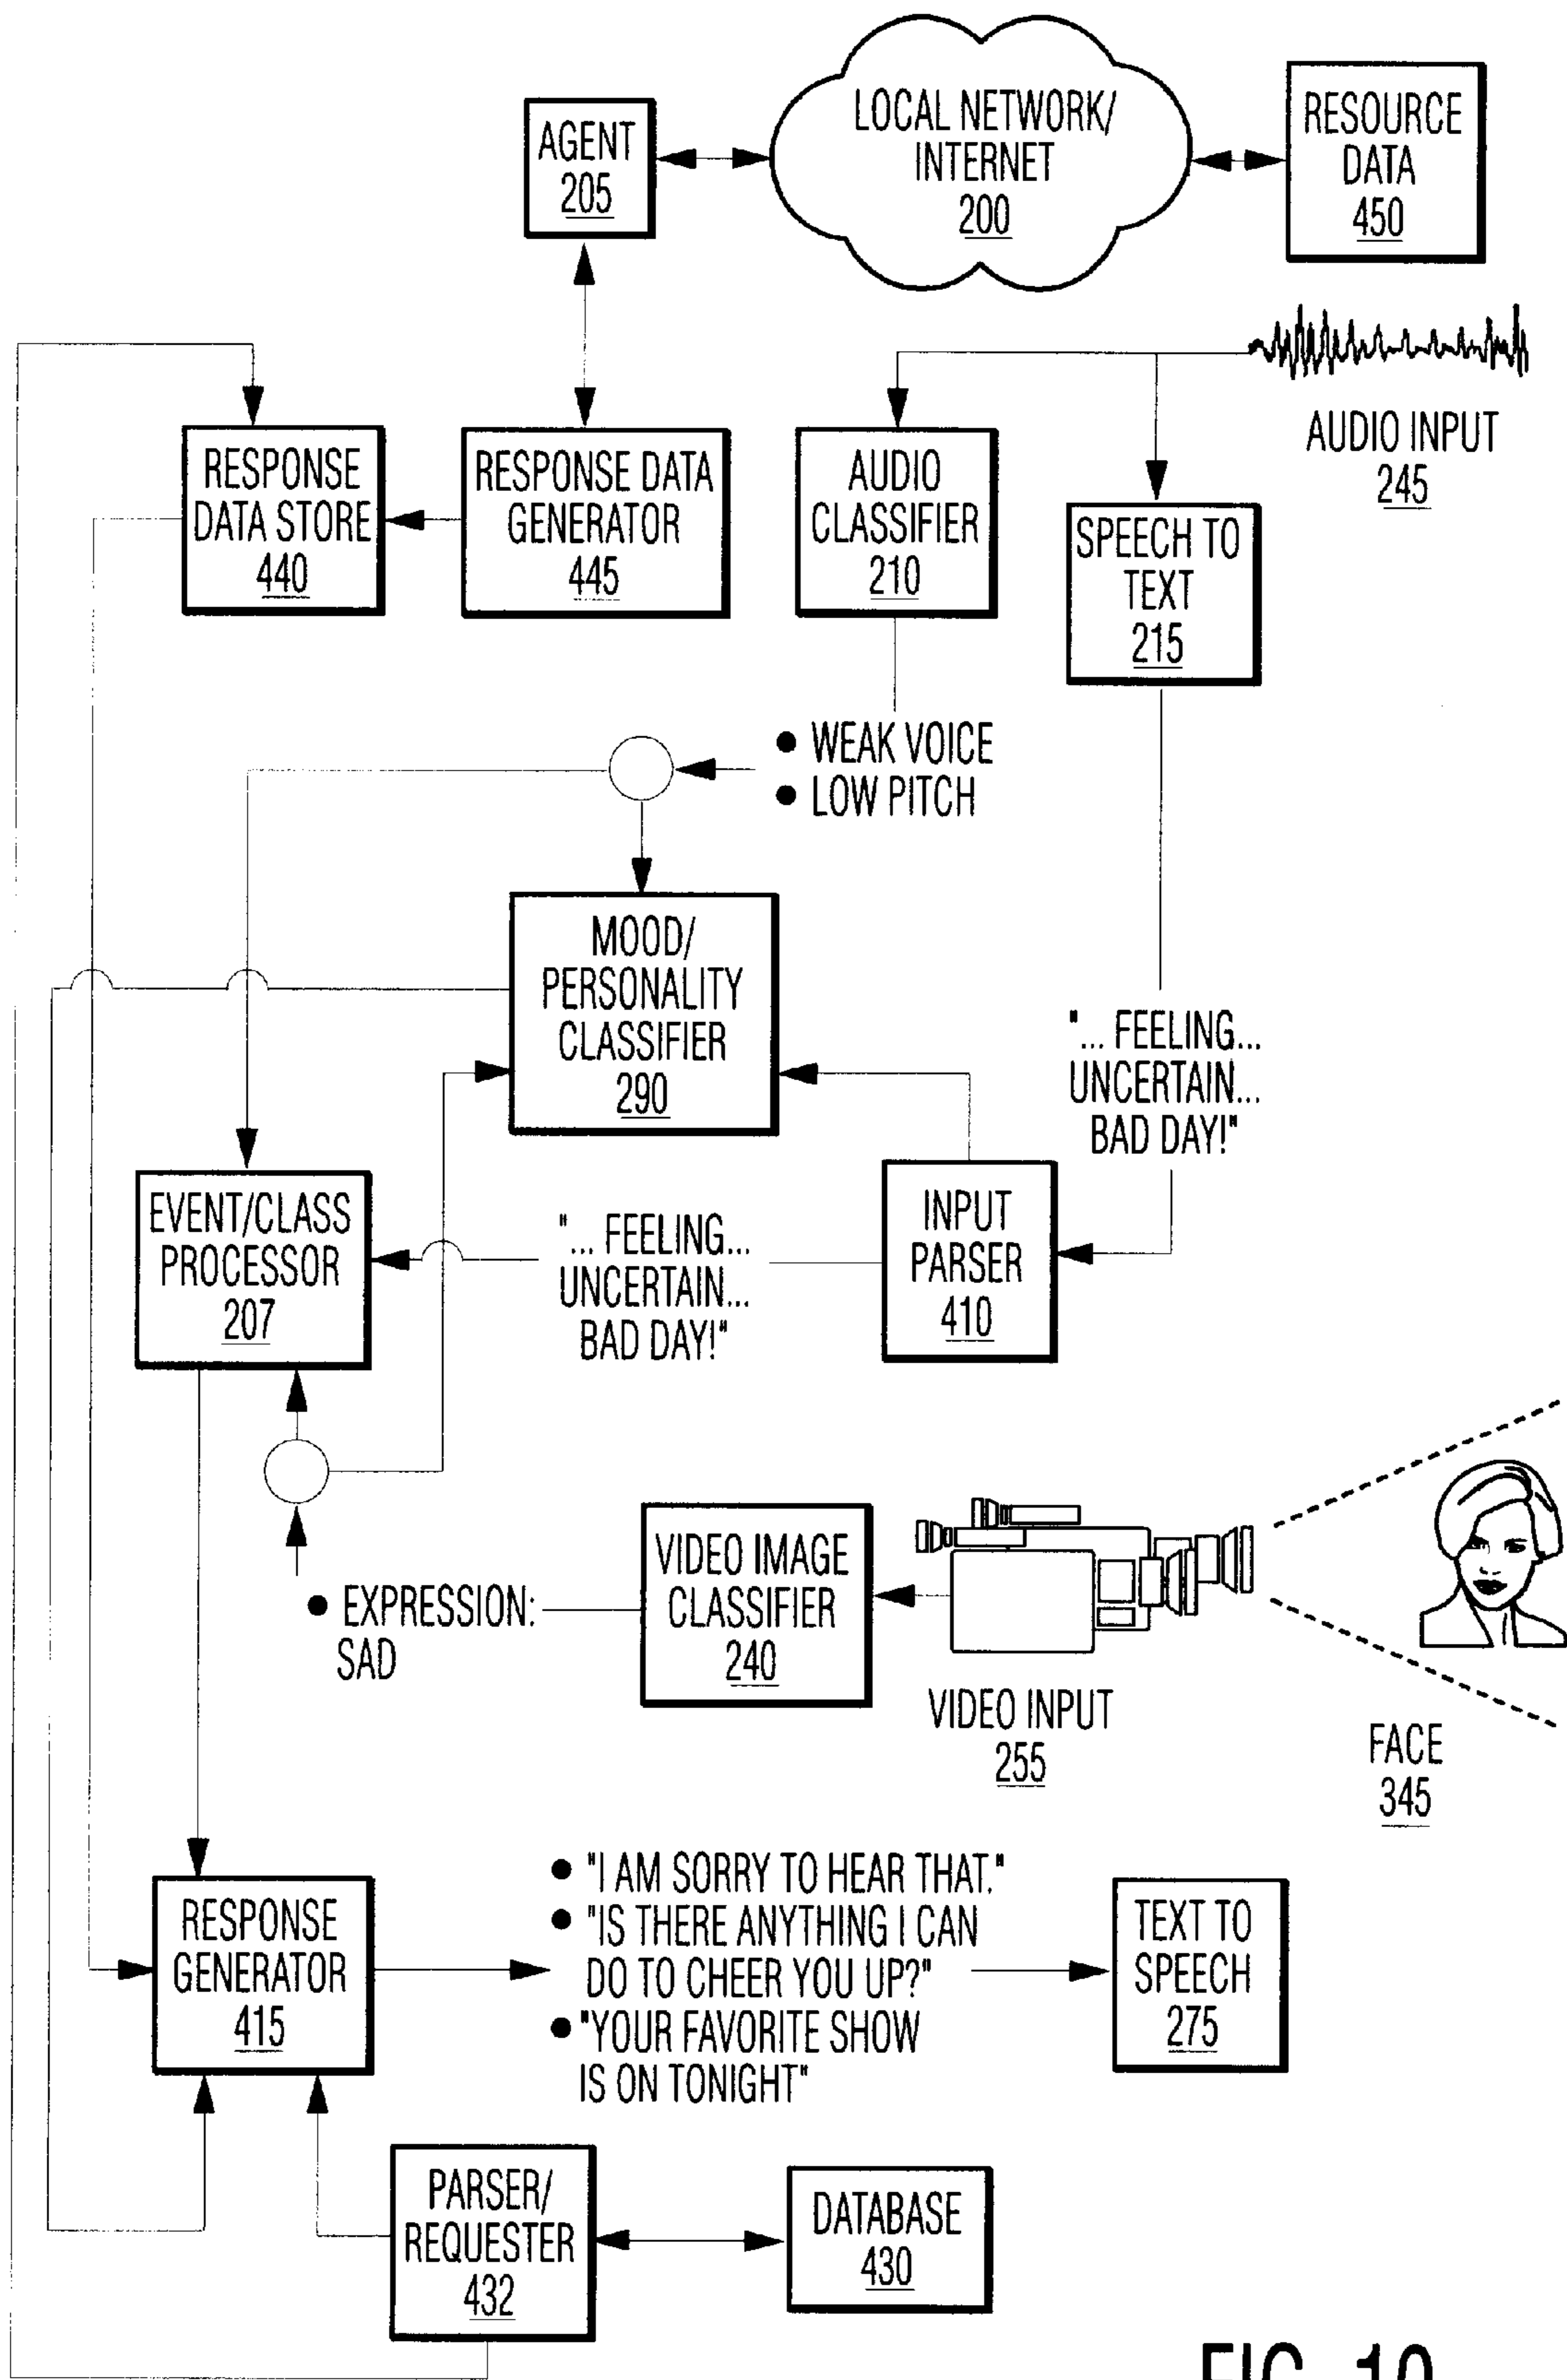 AGENT
205
LOCAL NETWORK/
INTERNET
200
RESOURCE
DATA
450
RESPONSE
DATA STORE
440
RESPONSE DATA
GENERATOR
445
AUDIO
CLASSIFIER
210
SPEECH TO
TEXT
215
AUDIO INPUT
245
● WEAK VOICE
● LOW PITCH
MOOD/
PERSONALITY
CLASSIFIER
290
"... FEELING...
UNCERTAIN...
BAD DAY!"
EVENT/CLASS
PROCESSOR
207
"... FEELING...
UNCERTAIN...
BAD DAY!"
INPUT
PARSER
410
● EXPRESSION:
SAD
VIDEO IMAGE
CLASSIFIER
240
VIDEO INPUT
255
FACE
345
RESPONSE
GENERATOR
415
● "I AM SORRY TO HEAR THAT."
● "IS THERE ANYTHING I CAN
DO TO CHEER YOU UP?"
● "YOUR FAVORITE SHOW
IS ON TONIGHT"
TEXT TO
SPEECH
275
PARSER/
REQUESTER
432
DATABASE
430
FIG. 10